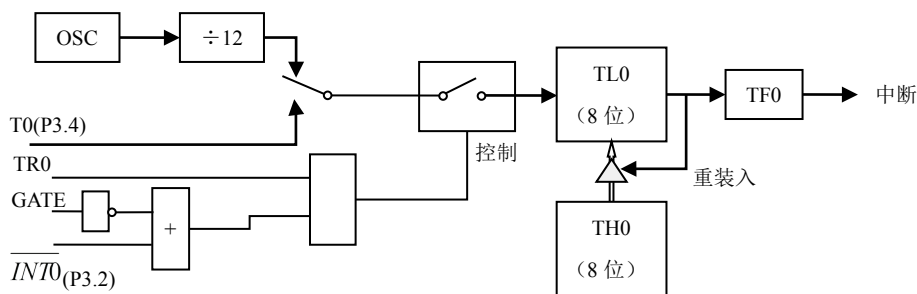 OSC
÷12
TL0
（8 位）
TF0
中断
T0(P3.4)
控制
TR0
重装入
GATE
+
TH0
（8 位）
INT0(P3.2)